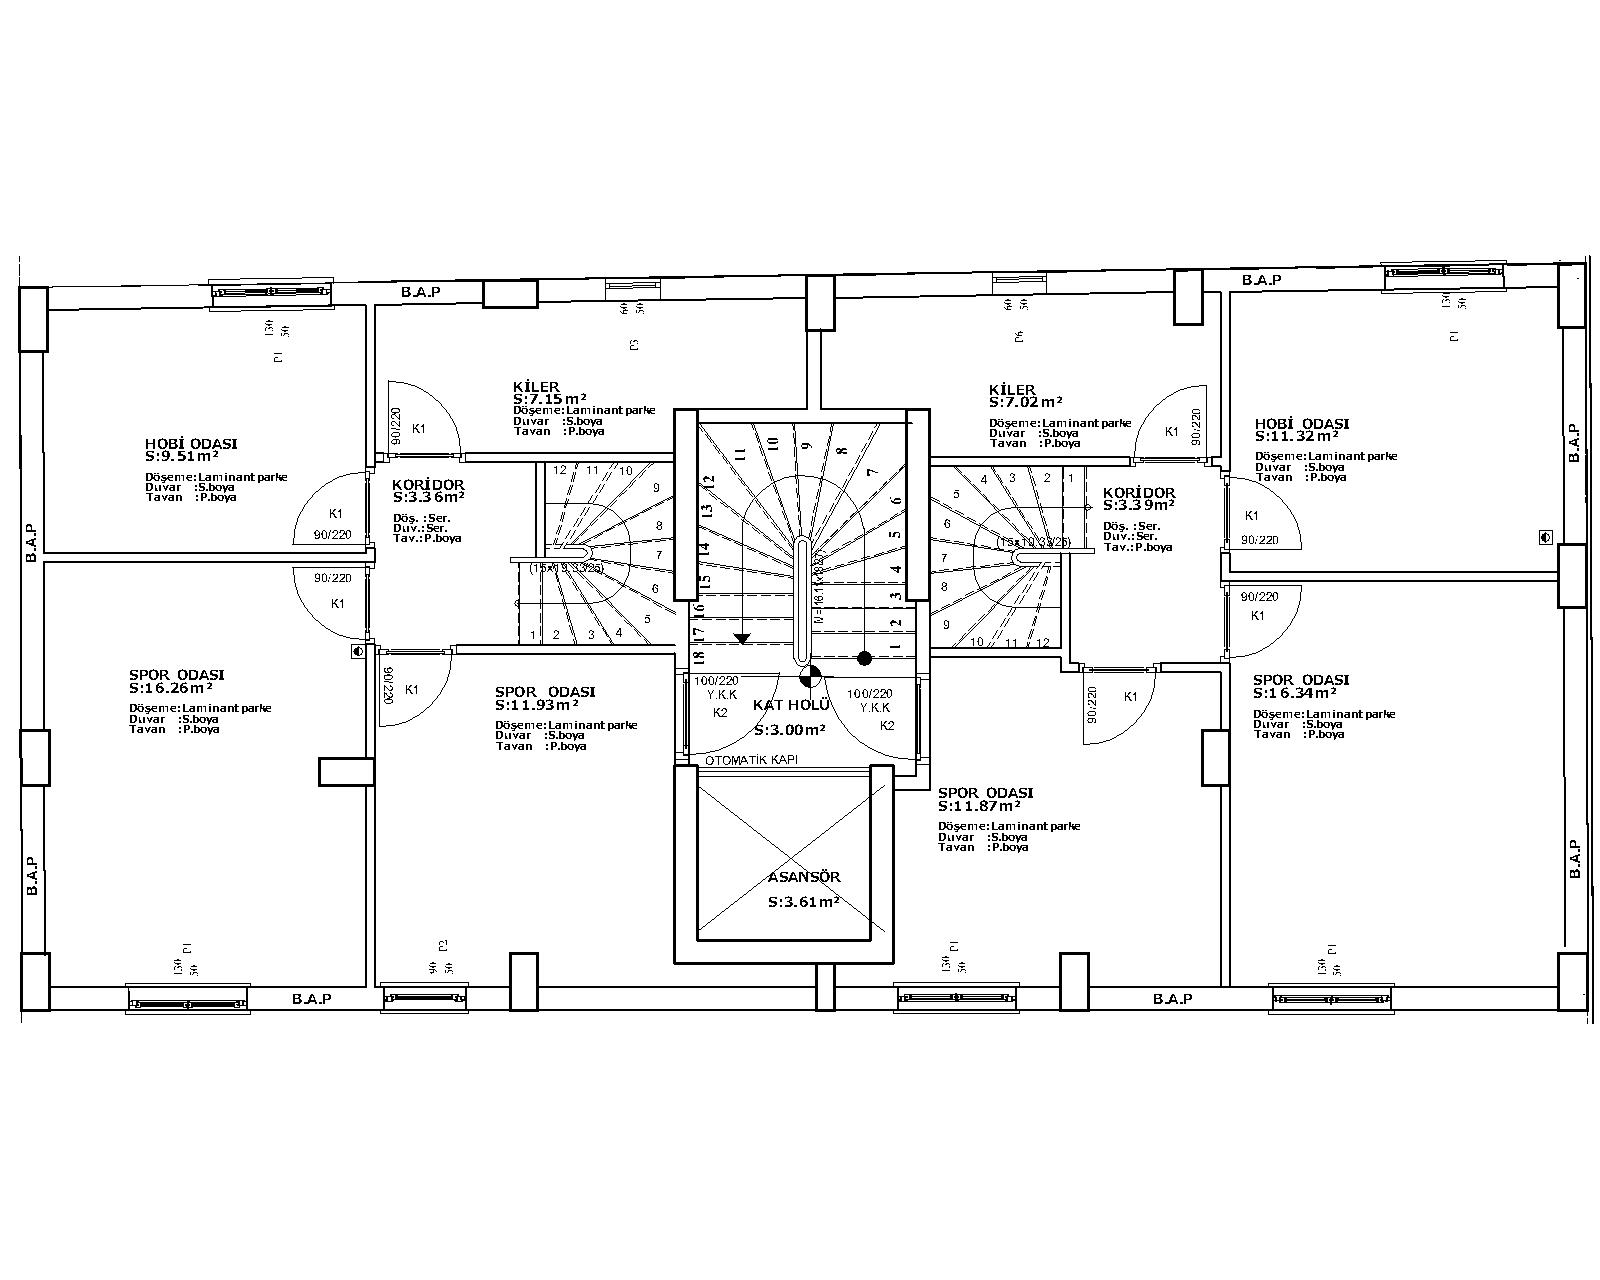 B.A.P
B.A.P
130
50
P1
60
50
P5
60
50
P6
130
50
P1
HOBİ ODASI
S:9.51m²
Döşeme:Laminant parke
Duvar :S.boya
Tavan :P.boya
KİLER
S:7.15m²
Döşeme:Laminant parke
Duvar :S.boya
Tavan :P.boya
KİLER
S:7.02m²
Döşeme:Laminant parke
Duvar :S.boya
Tavan :P.boya
HOBİ ODASI
S:11.32m²
Döşeme:Laminant parke
Duvar :S.boya
Tavan :P.boya
90/220
K1
K1
90/220
B.A.P
B.A.P
K1
90/220
90/220
K1
KORİDOR
S:3.36m²
Döş. :Ser.
Duv.:Ser.
Tav.:P.boya
KORİDOR
S:3.39m²
Döş. :Ser.
Duv.:Ser.
Tav.:P.boya
K1
90/220
90/220
K1
12 11 10
9
8
7
6
5
1 2 3 4
(15x19.33/25)
1
2
3
4
5
6
7
8
9
10
11
12
13
14
15
16
17
18
4 3 2 1
5
6
7
8
9
10 11 12
(15x19.33/25)
SPOR ODASI
S:16.26m²
Döşeme:Laminant parke
Duvar :S.boya
Tavan :P.boya
90/220
K1
SPOR ODASI
S:11.93m²
Döşeme:Laminant parke
Duvar :S.boya
Tavan :P.boya
100/220
Y.K.K
K2
KAT HOLÜ
S:3.00m²
100/220
Y.K.K
K2
OTOMATİK KAPI
90/220
K1
SPOR ODASI
S:16.34m²
Döşeme:Laminant parke
Duvar :S.boya
Tavan :P.boya
SPOR ODASI
S:11.87m²
Döşeme:Laminant parke
Duvar :S.boya
Tavan :P.boya
ASANSÖR
S:3.61m²
B.A.P
B.A.P
130
50
P1
90
50
P2
130
50
P1
130
50
P1
B.A.P
B.A.P